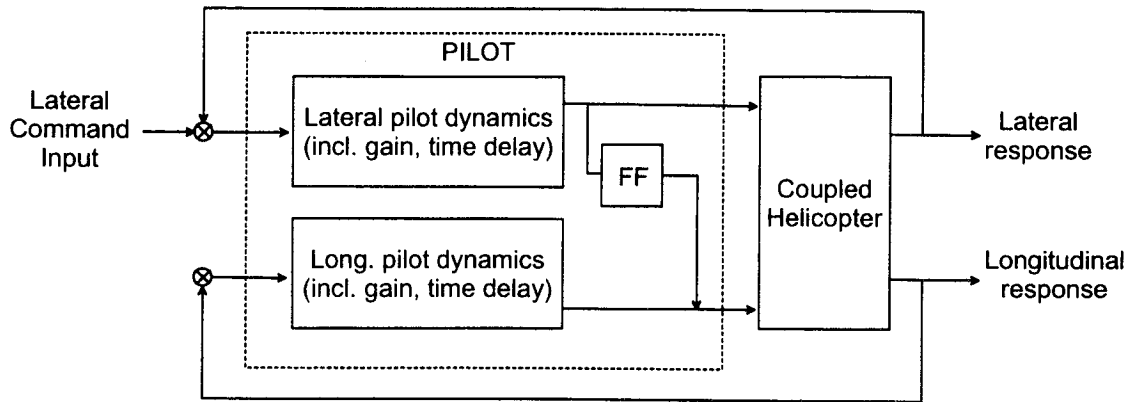 PILOT
Lateral
Command
Input
Lateral pilot dynamics
(incl. gain, time delay)
FF
Long. pilot dynamics
(incl. gain, time delay)
Coupled
Helicopter
Lateral
response
Longitudinal
response